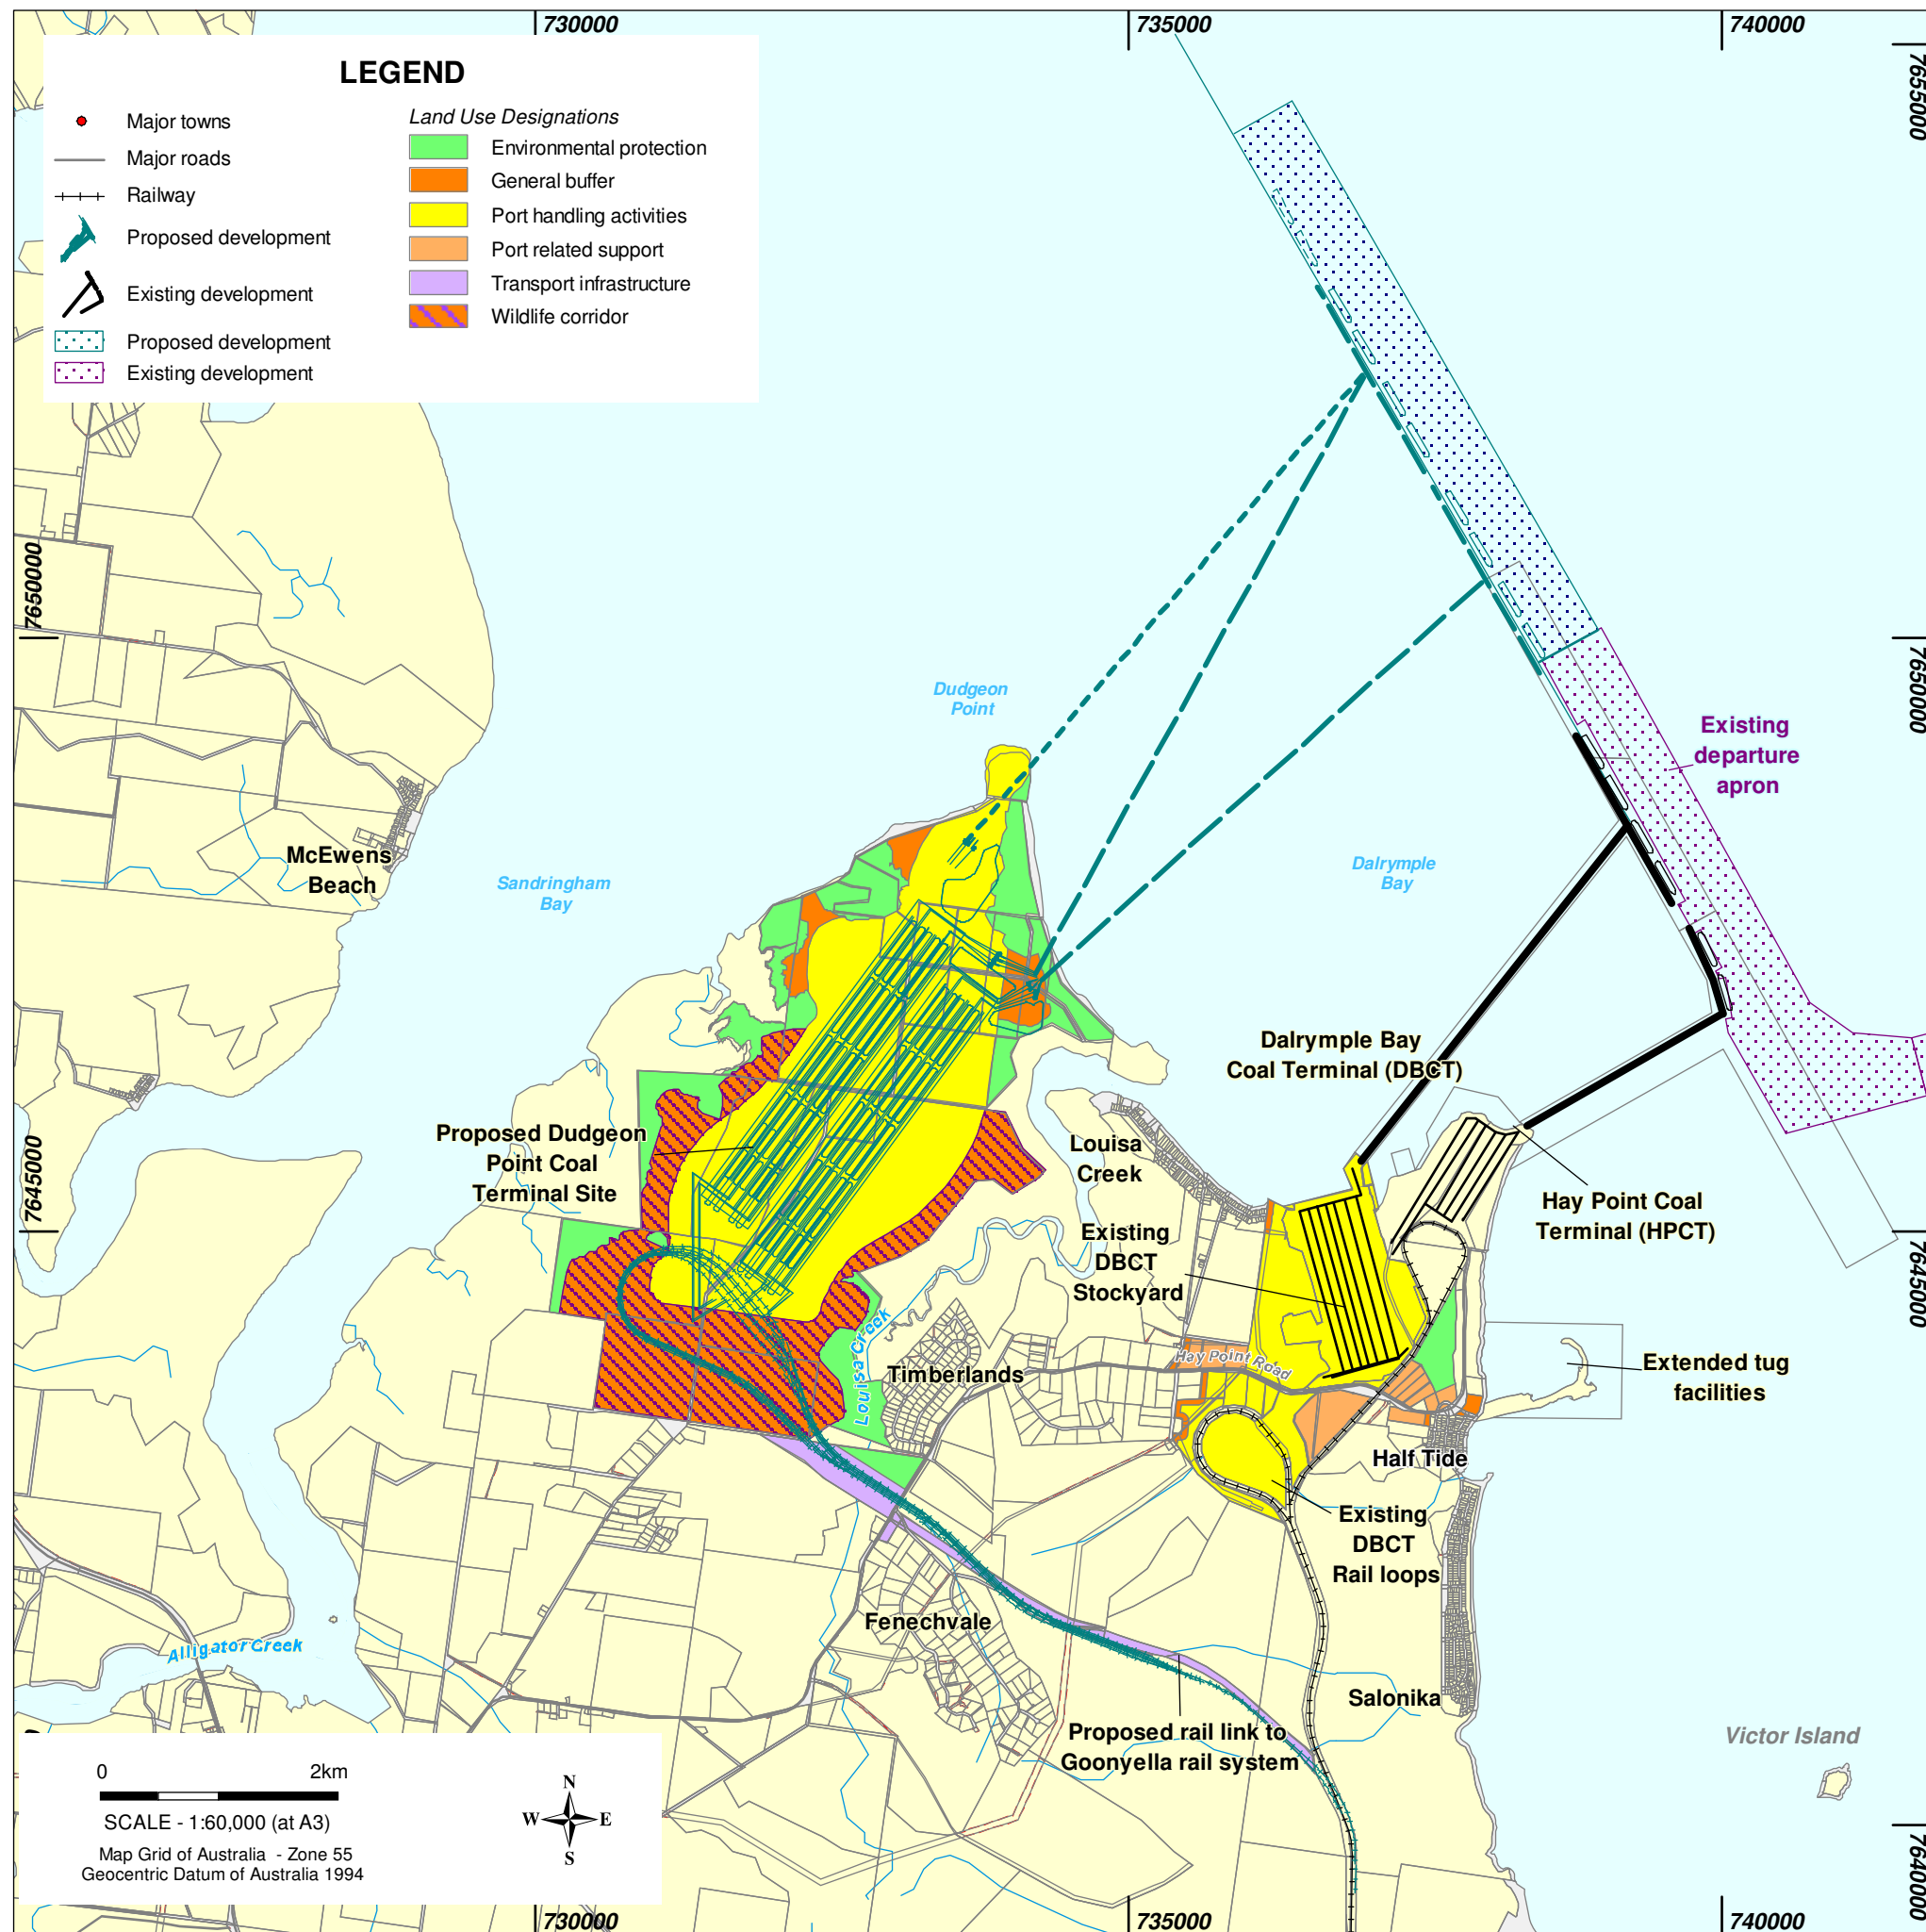 730000
735000
740000
7655000
LEGEND
Major towns
Major roads
Railway
Proposed development
Existing development
Proposed development
Existing development
Land Use Designations
Environmental protection
General buffer
Port handling activities
Port related support
Transport infrastructure
Wildlife corridor
7650000
7650000
Dudgeon
Point
Existing
departure
apron
McEwens
Beach
Sandringham
Bay
Dalrymple
Bay
Dalrymple Bay
Coal Terminal (DBCT)
Proposed Dudgeon
Point Coal
Terminal Site
Louisa
Creek
7645000
Hay Point Coal
Terminal (HPCT)
Existing
DBCT
Stockyard
7645000
Louisa Creek
Timberlands
Hay Point Road
Extended tug
facilities
Half Tide
Existing
DBCT
Rail loops
Fenechvale
Alligator Creek
Salonika
Proposed rail link to
Goonyella rail system
Victor Island
0 2km
SCALE - 1:60,000 (at A3)
Map Grid of Australia - Zone 55
Geocentric Datum of Australia 1994
N
W E
S
7640000
730000
735000
740000